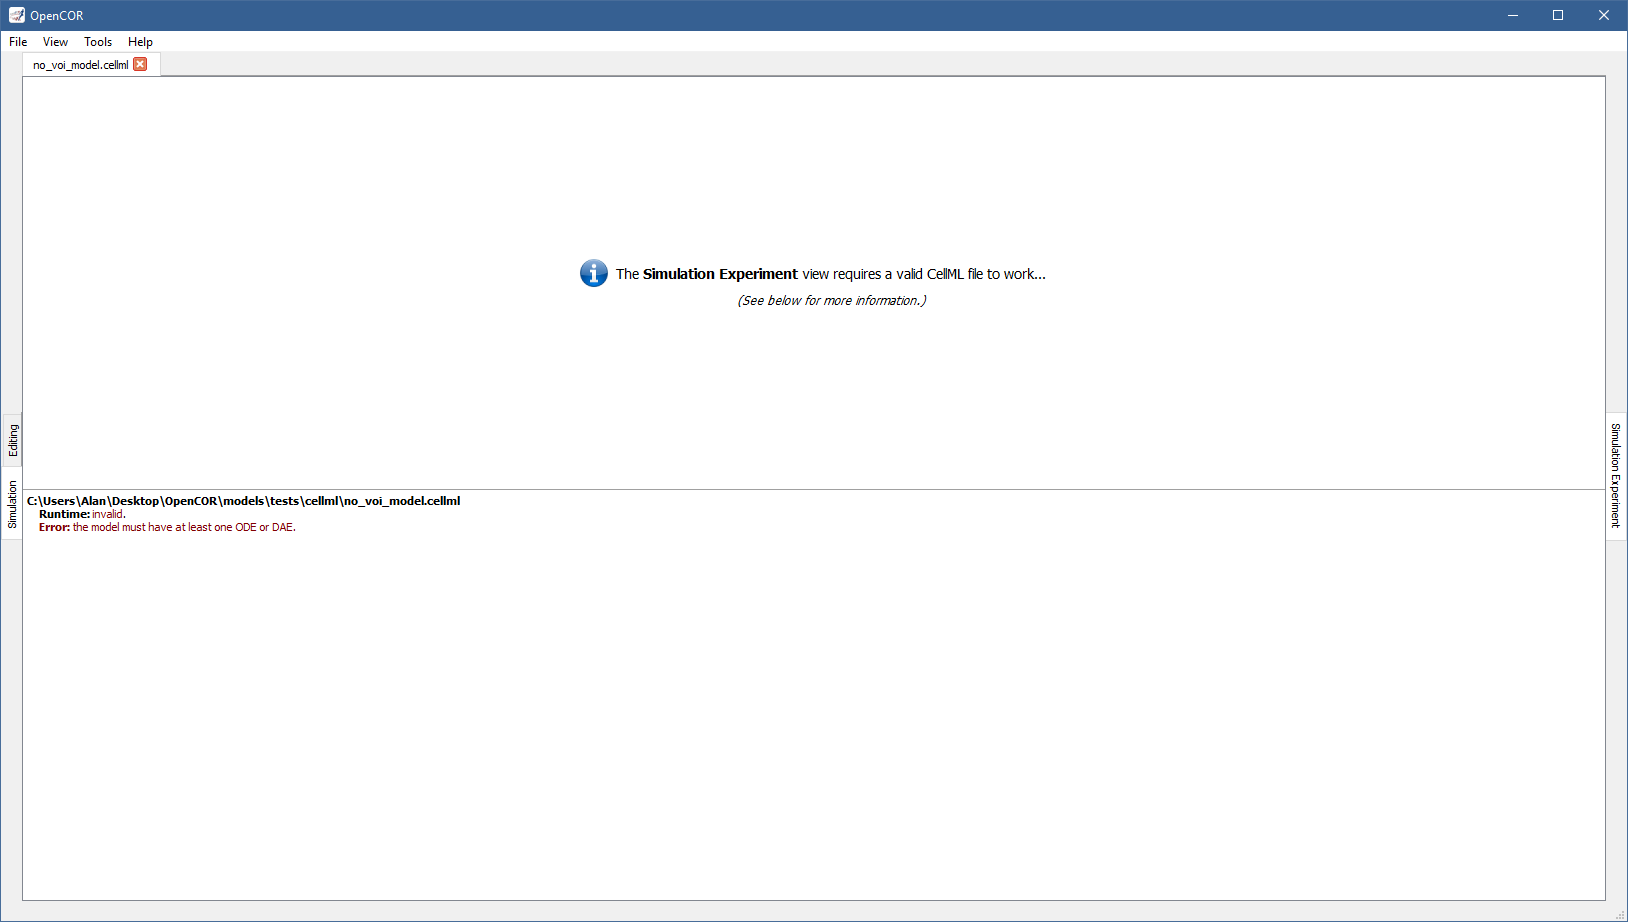 OpenCOR
File View Tools Help
no_voi_model.cellml
The Simulation Experiment view requires a valid CellML file to work...
(See below for more information.)
Editing
Simulation
Simulation Experiment
C:\Users\Alan\Desktop\OpenCOR\models\tests\cellml\no_voi_model.cellml
Runtime: invalid.
Error: the model must have at least one ODE or DAE.